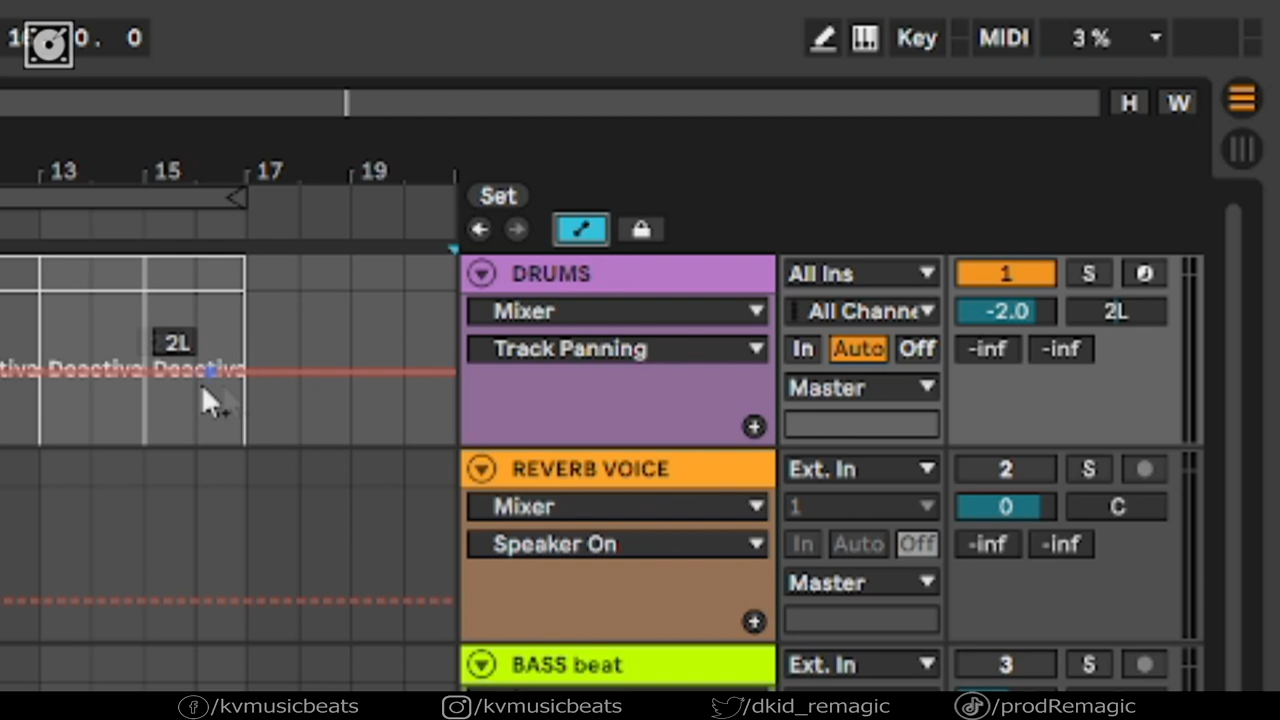 0. 0 Key MIDI 3 %
H W
13 15 17 19
Set
DRUMS All Ins 1 S
Mixer All Channe -2.0 2L
2L Track Panning In Auto Off -inf -inf
Deactiva Deactiva
Master
REVERB VOICE Ext. In 2 S
Mixer 1 0 C
Speaker On In Auto Off -inf -inf
Master
BASS beat Ext. In 3 S
/kvmusicbeats /kvmusicbeats /dkid_remagic /prodRemagic